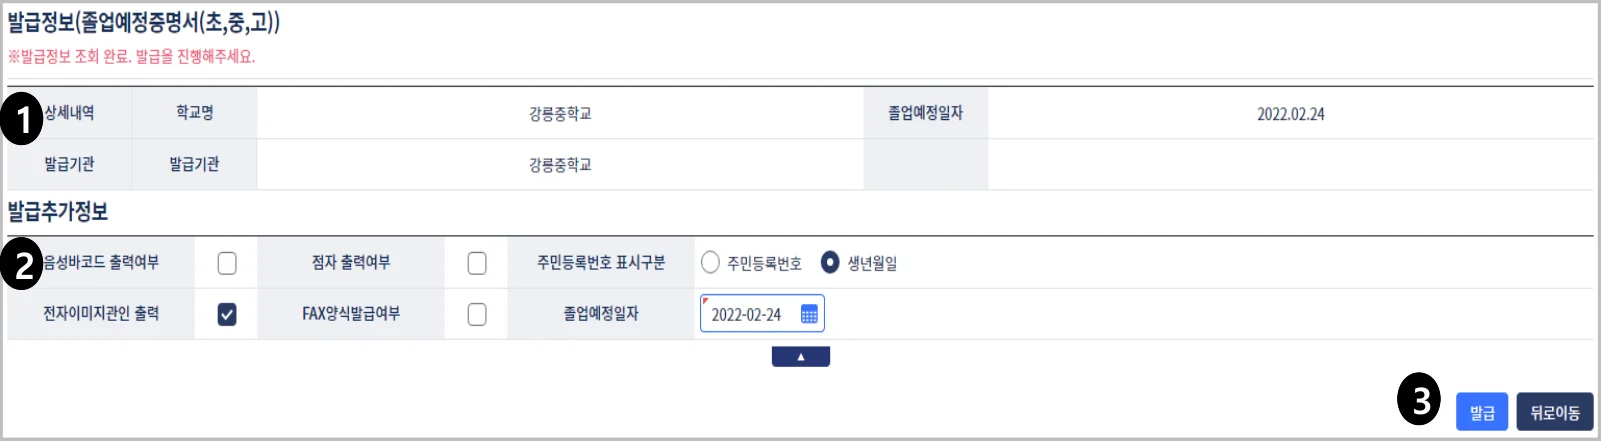 발급정보(졸업예정증명서(초,중,고))
※발급정보 조회 완료. 발급을 진행해주세요.
1 상세내역 학교명 강릉중학교 졸업예정일자 2022.02.24
발급기관 발급기관 강릉중학교
발급추가정보
2 음성바코드 출력여부 점자 출력여부 주민등록번호 표시구분 주민등록번호 생년월일
전자이미지관인 출력 FAX양식발급여부 졸업예정일자 2022-02-24
▲
3 발급 뒤로이동